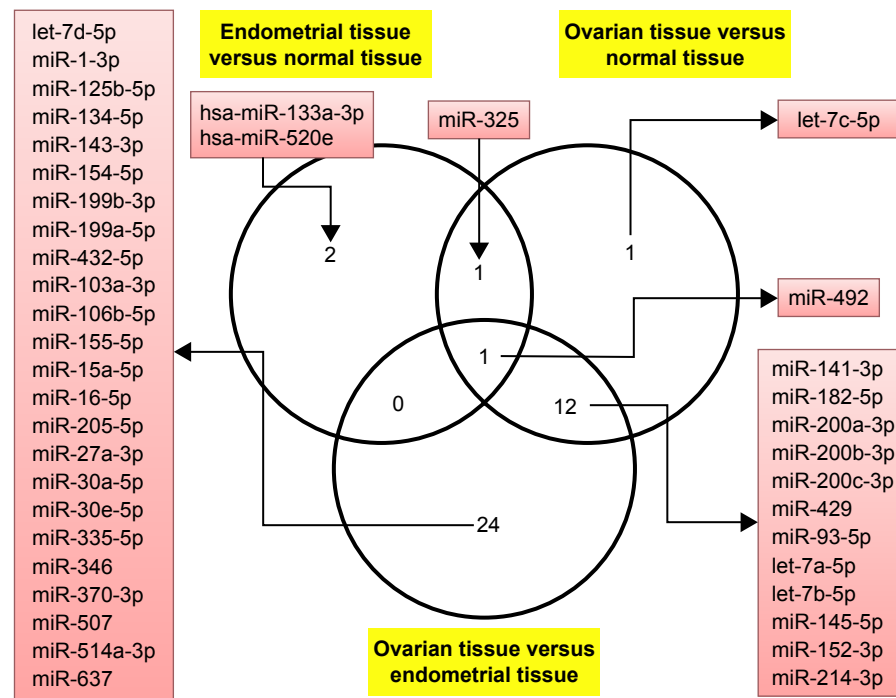 let-7d-5p
miR-1-3p
miR-125b-5p
miR-134-5p
miR-143-3p
miR-154-5p
miR-199b-3p
miR-199a-5p
miR-432-5p
miR-103a-3p
miR-106b-5p
miR-155-5p
miR-15a-5p
miR-16-5p
miR-205-5p
miR-27a-3p
miR-30a-5p
miR-30e-5p
miR-335-5p
miR-346
miR-370-3p
miR-507
miR-514a-3p
miR-637
Endometrial tissue
versus normal tissue
Ovarian tissue versus
normal tissue
hsa-miR-133a-3p
hsa-miR-520e
miR-325
let-7c-5p
2
1
1
miR-492
1
0
12
24
miR-141-3p
miR-182-5p
miR-200a-3p
miR-200b-3p
miR-200c-3p
miR-429
miR-93-5p
let-7a-5p
let-7b-5p
miR-145-5p
miR-152-3p
miR-214-3p
Ovarian tissue versus
endometrial tissue